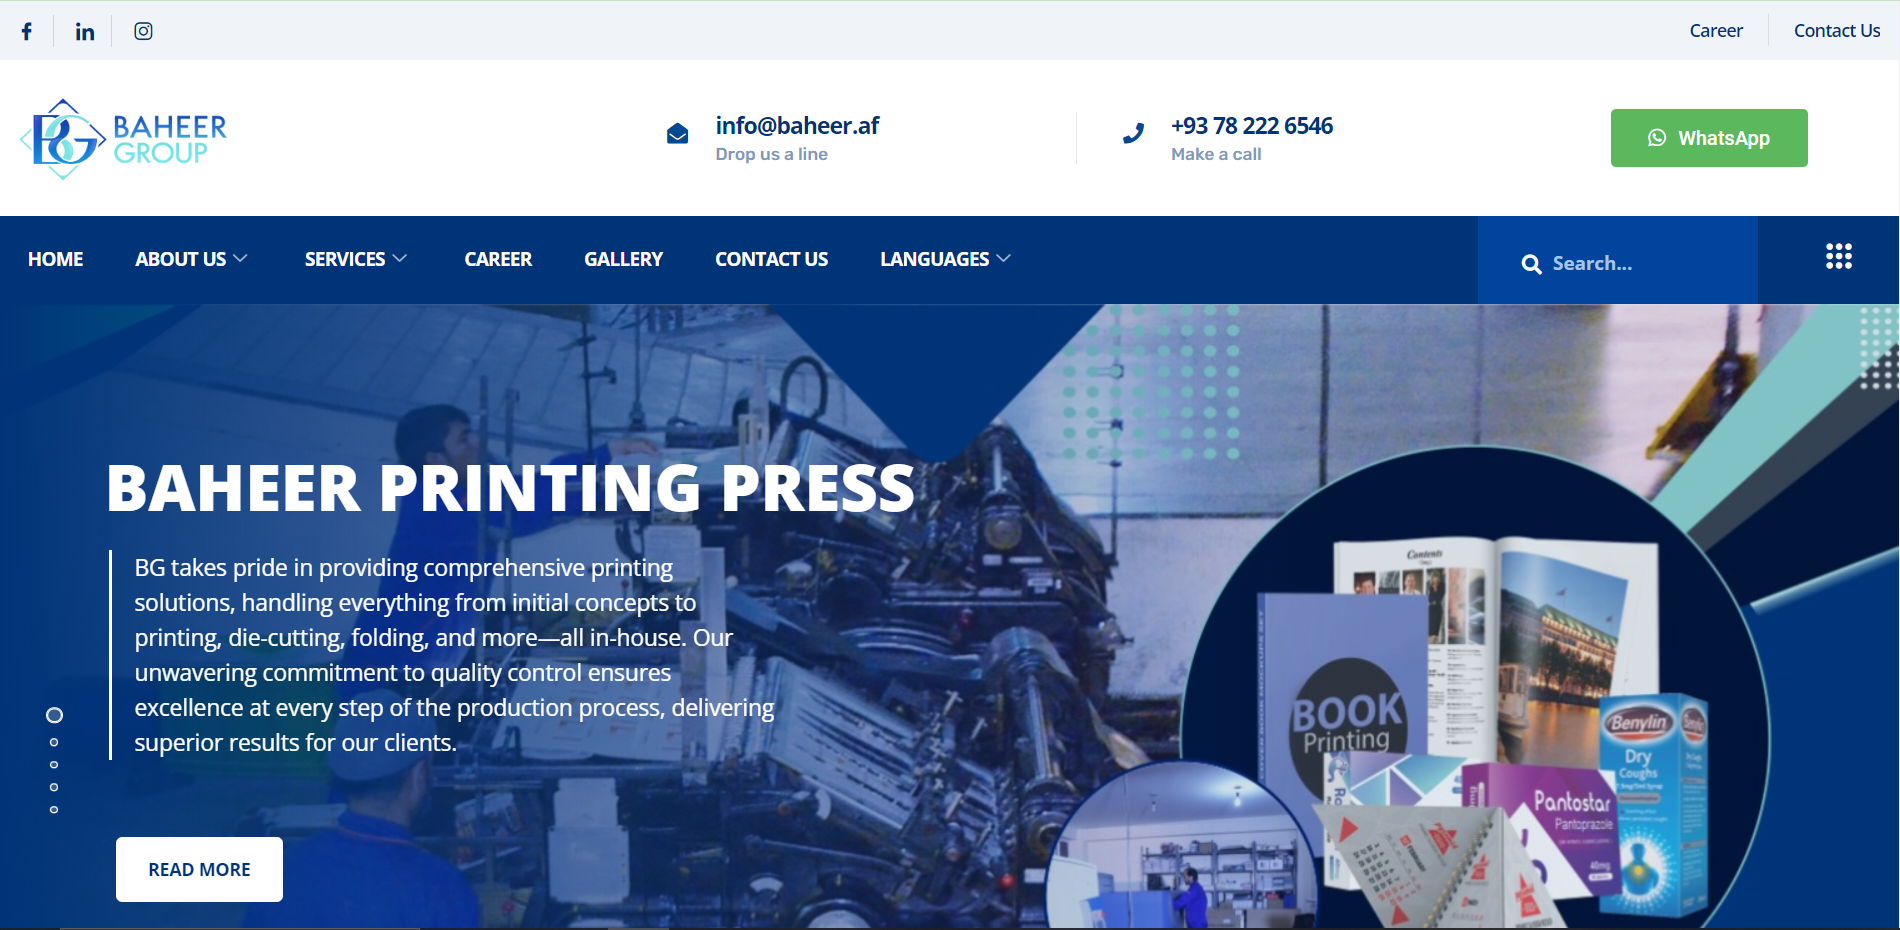 Career
Contact Us
BAHEER
GROUP
info@baheer.af
Drop us a line
+93 78 222 6546
Make a call
WhatsApp
HOME
ABOUT US
SERVICES
CAREER
GALLERY
CONTACT US
LANGUAGES
Search...
BAHEER PRINTING PRESS
BG takes pride in providing comprehensive printing
solutions, handling everything from initial concepts to
printing, die-cutting, folding, and more—all in-house. Our
unwavering commitment to quality control ensures
excellence at every step of the production process, delivering
superior results for our clients.
READ MORE
Contents
BOOK
Printing
Benylin
Dry
Coughs
Pantostar
Pantoprazole
40mg